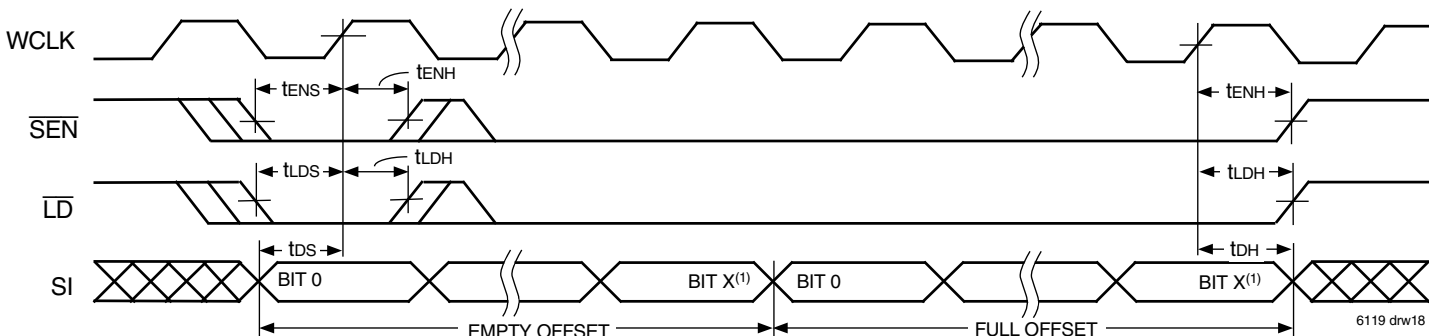 WCLK
tENS
tENH
SEN
tENH
tLDS
tLDH
LD
tLDH
tDS
tDH
SI
BIT 0
BIT X(1)
BIT 0
BIT X(1)
EMPTY OFFSET
FULL OFFSET
6119 drw18